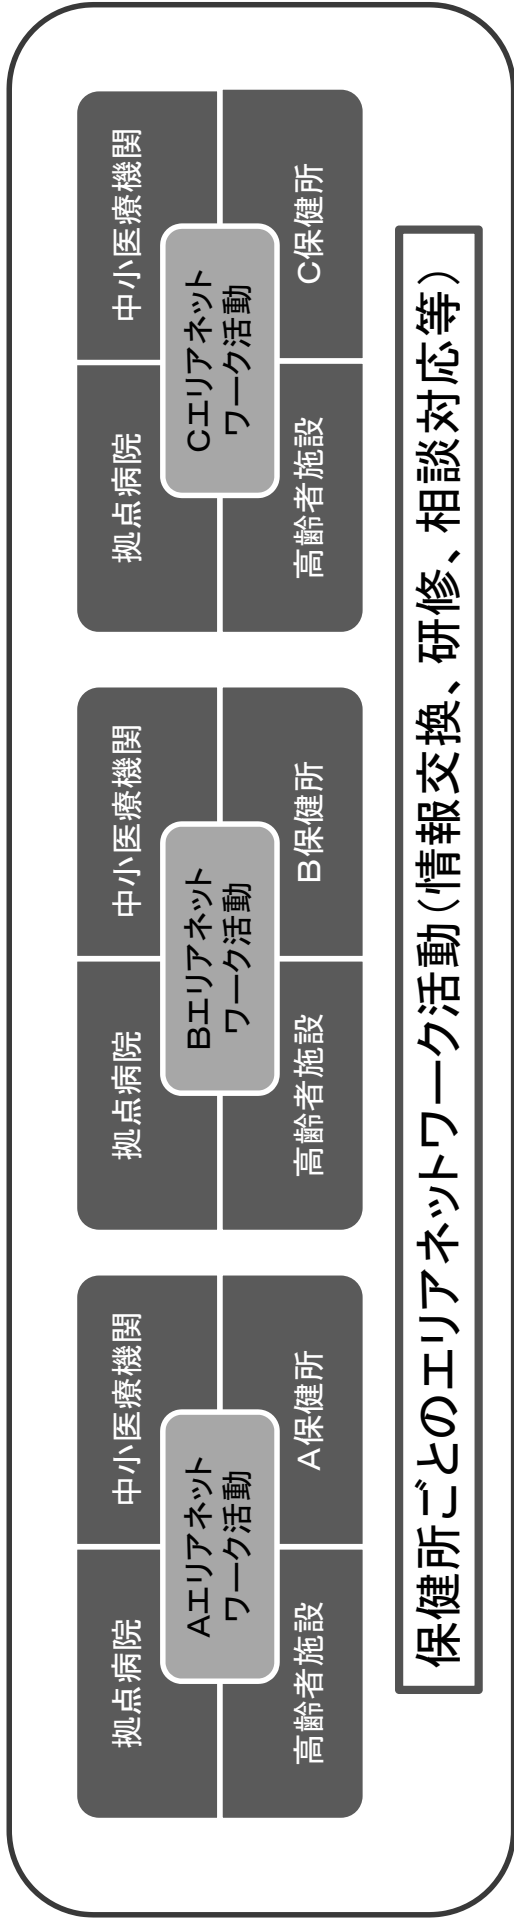 拠点病院
中小医療機関
Aエリアネット
ワーク活動
高齢者施設
A保健所
拠点病院
中小医療機関
Bエリアネット
ワーク活動
高齢者施設
B保健所
拠点病院
中小医療機関
Cエリアネット
ワーク活動
高齢者施設
C保健所
保健所ごとのエリアネットワーク活動（情報交換、研修、相談対応等）